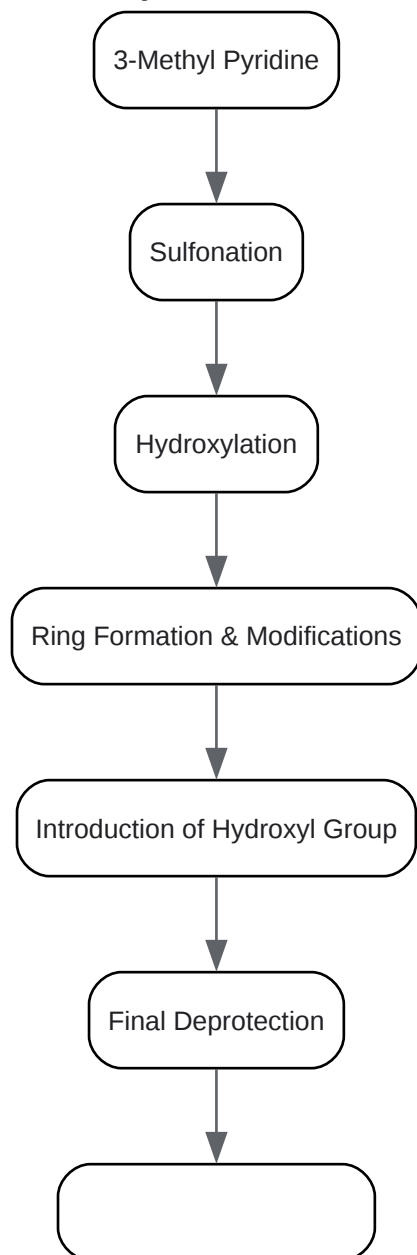 3-Methyl Pyridine
Sulfonation
Hydroxylation
Ring Formation & Modifications
Introduction of Hydroxyl Group
Final Deprotection